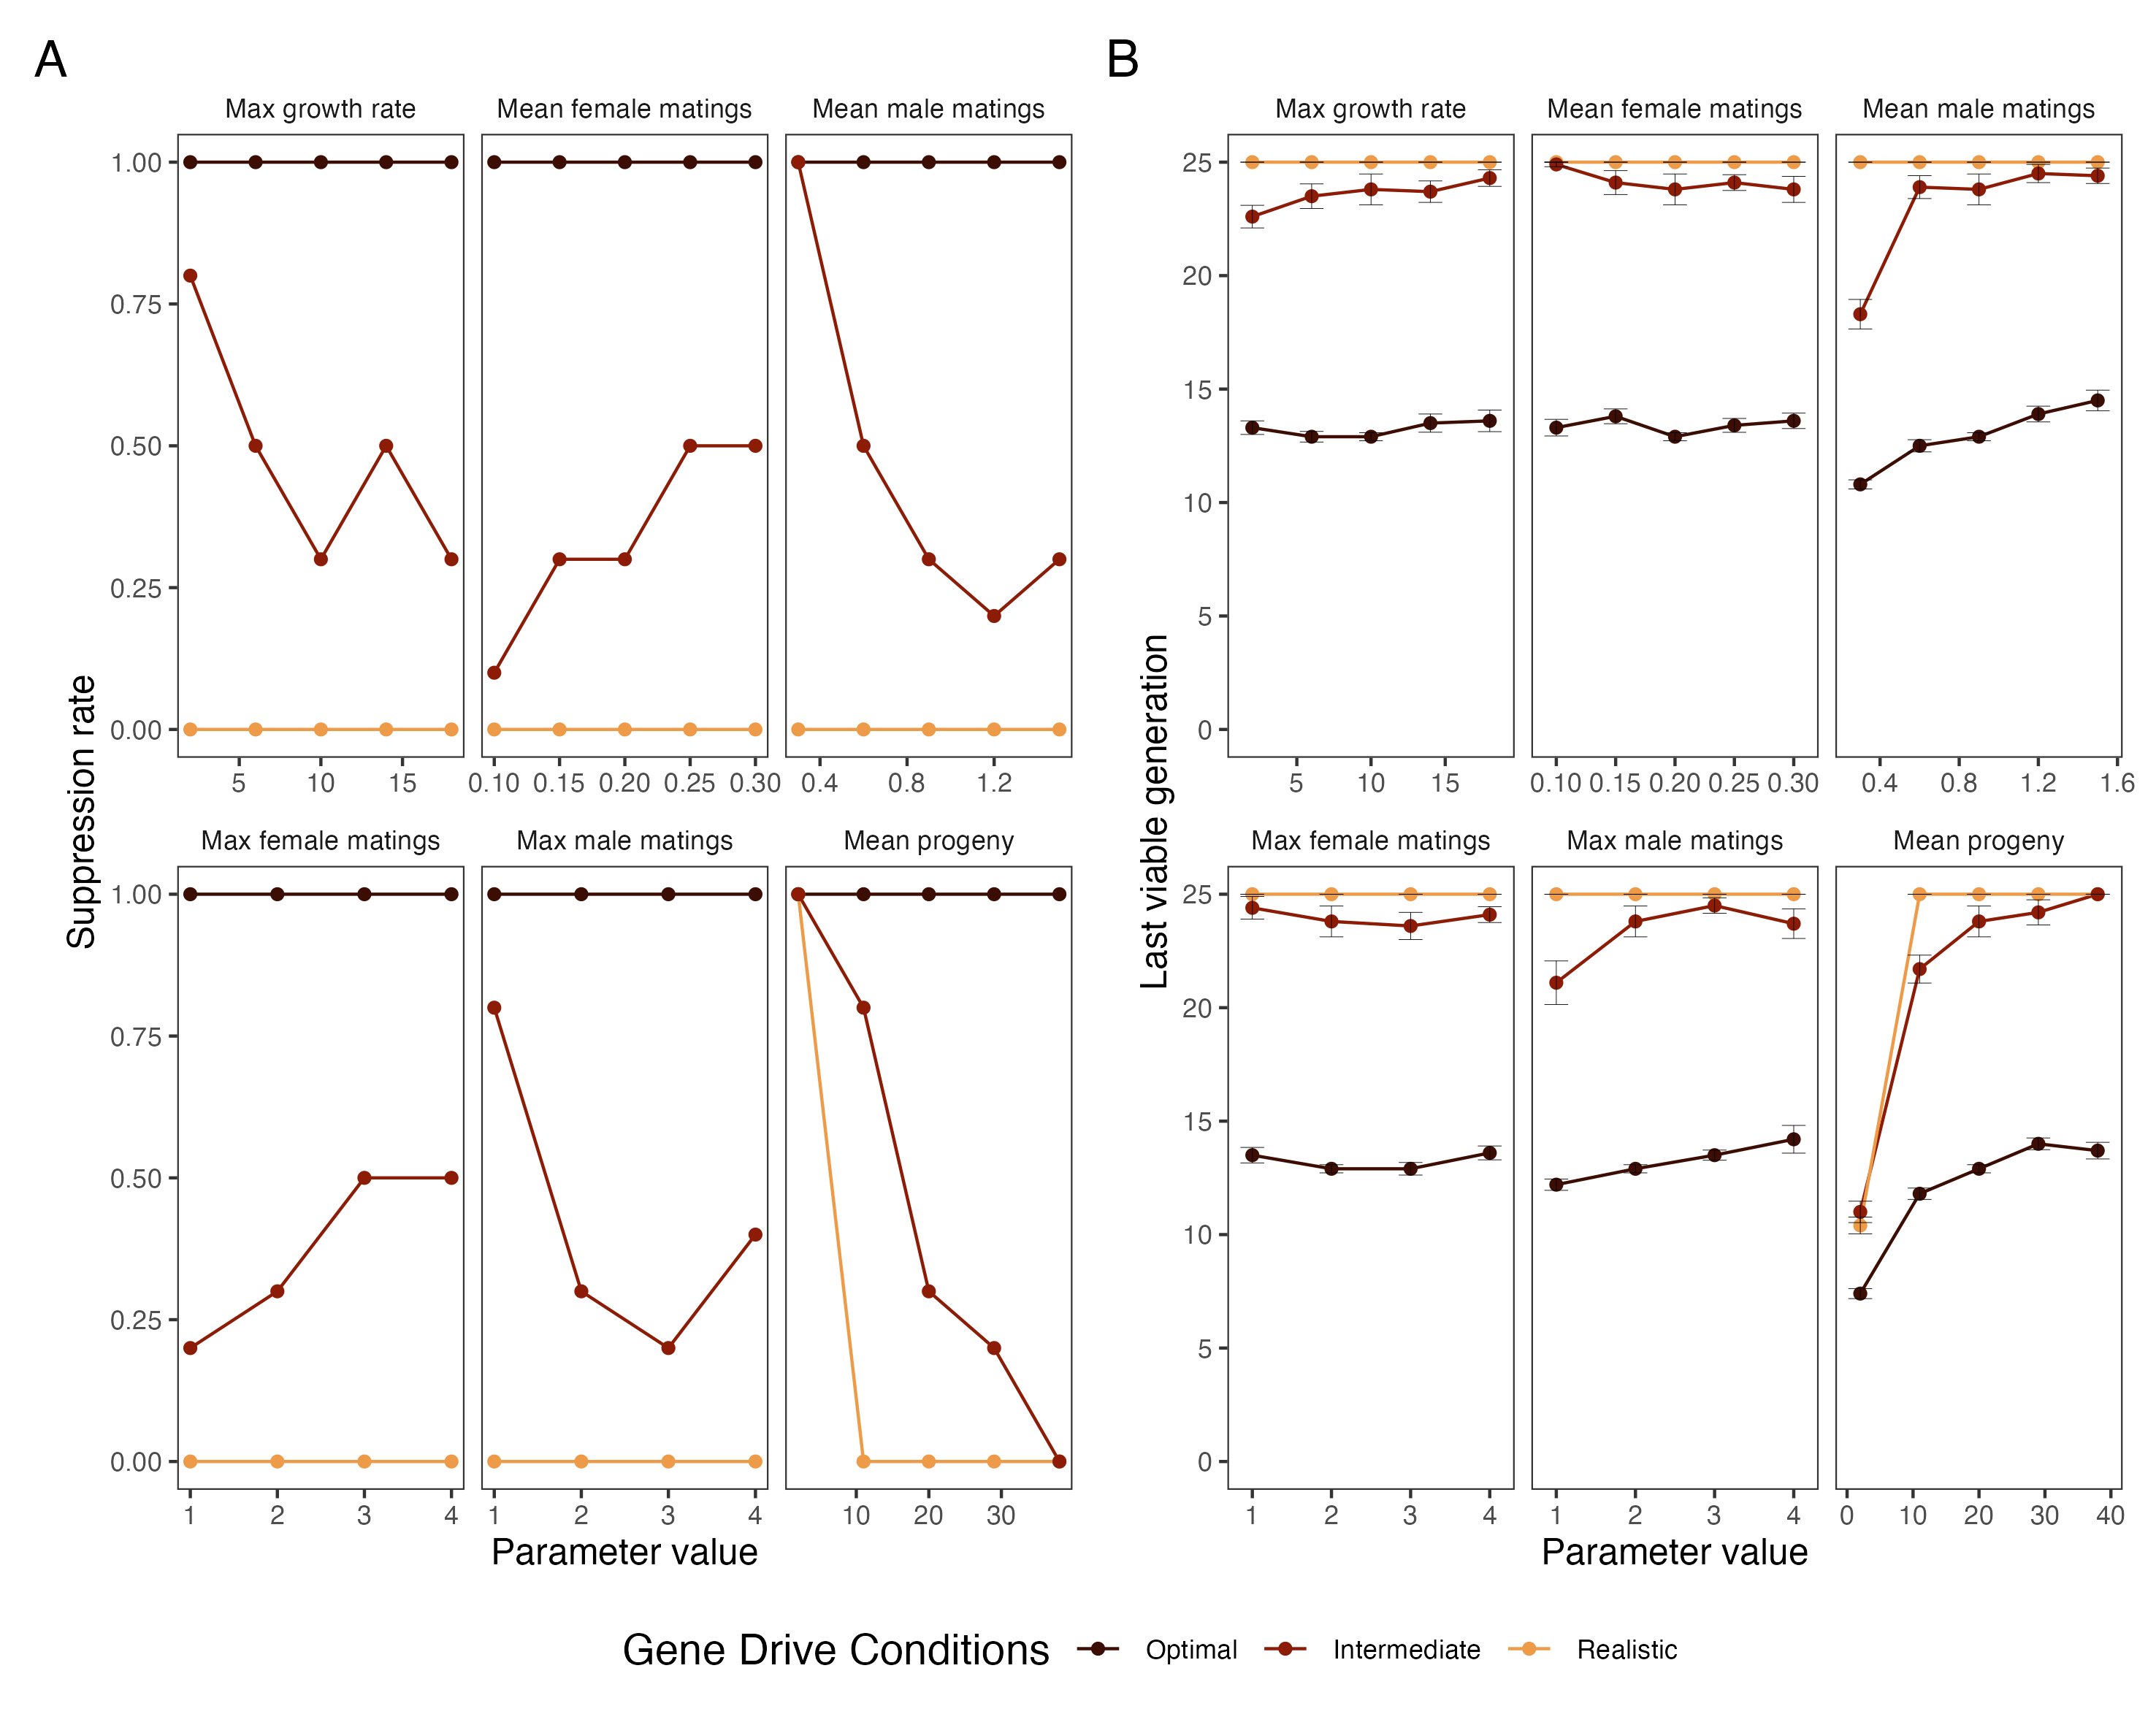 A
B
Max growth rate
Mean female matings
Mean male matings
Max growth rate
Mean female matings
Mean male matings
1.00
0.75
0.50
0.25
0.00
25
20
15
10
5
0
5 10 15
0.10 0.15 0.20 0.25 0.30
0.4 0.8 1.2
5 10 15
0.10 0.15 0.20 0.25 0.30
0.4 0.8 1.2 1.6
Suppression rate
Last viable generation
Max female matings
Max male matings
Mean progeny
Max female matings
Max male matings
Mean progeny
1.00
0.75
0.50
0.25
0.00
25
20
15
10
5
0
1 2 3 4
1 2 3 4
10 20 30
1 2 3 4
1 2 3 4
0 10 20 30 40
Parameter value
Parameter value
Gene Drive Conditions Optimal Intermediate Realistic